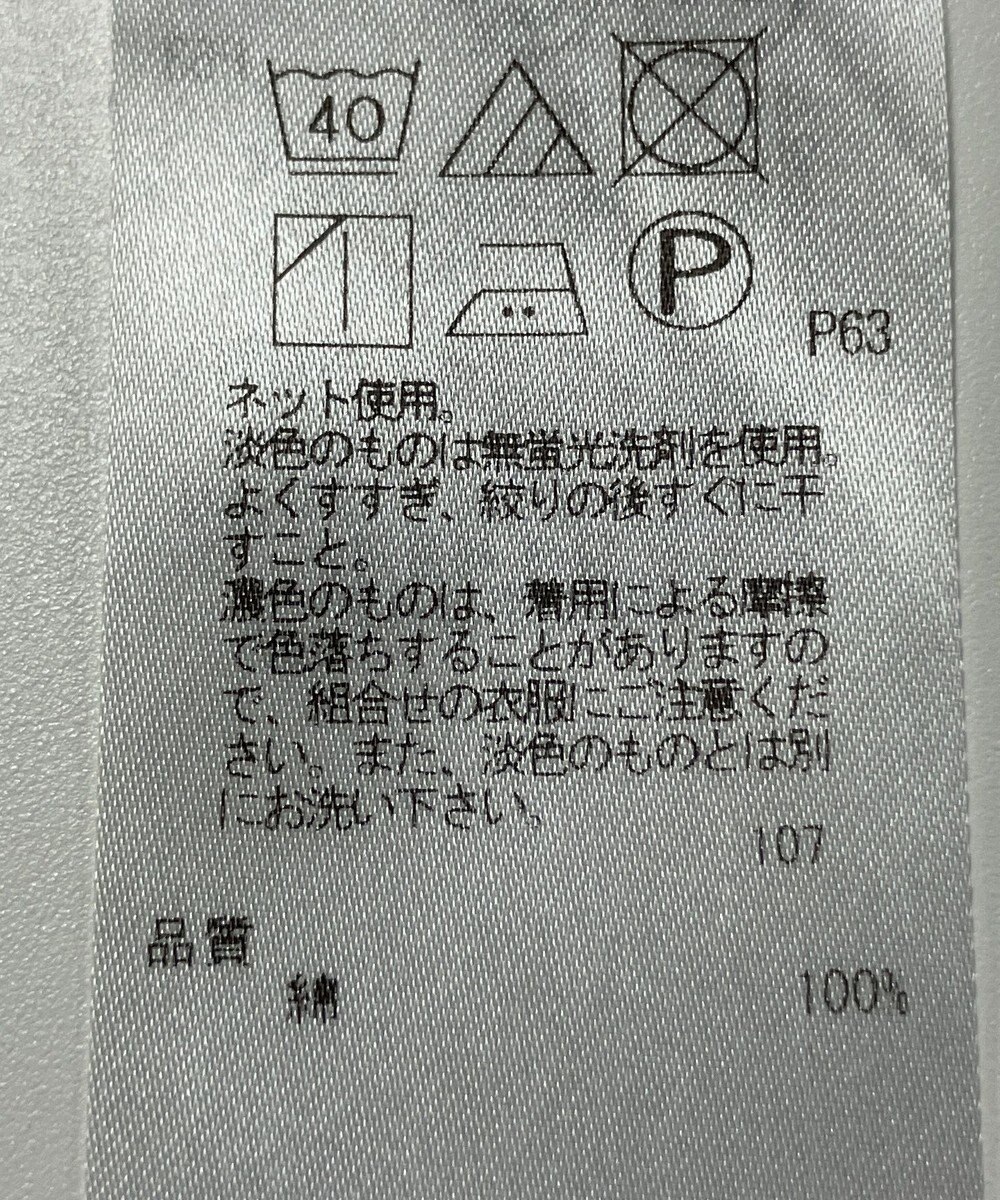 40
P
P63
ネット使用。
淡色のものは無蛍光洗剤を使用。
よくすすぎ、絞りの後すぐに干
すこと。
濃色のものは、着用による摩擦
で色落ちすることがありますの
で、組合せの衣服にご注意くだ
さい。また、淡色のものとは別
にお洗い下さい。
107
品質
綿 100%